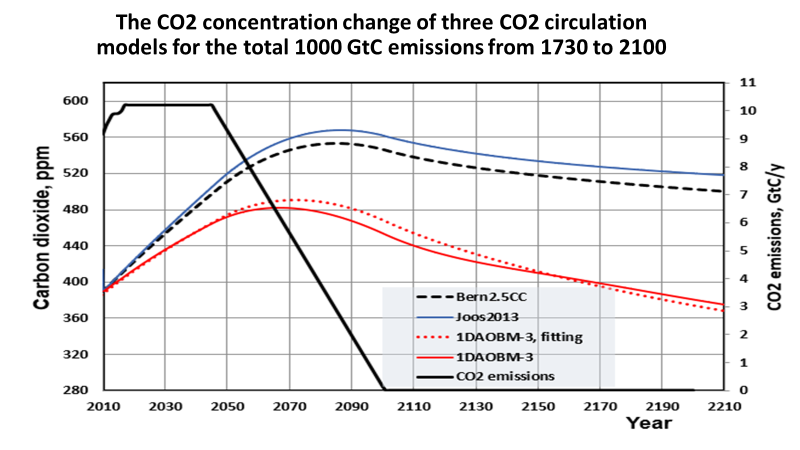 The CO2 concentration change of three CO2 circulation
models for the total 1000 GtC emissions from 1730 to 2100
Carbon dioxide, ppm
600
560
520
480
440
400
360
320
280
11
10
9
8
7
6
5
4
3
2
1
0
CO2 emissions, GtC/y
Bern2.5CC
Joos2013
1DAOBM-3, fitting
1DAOBM-3
CO2 emissions
2010 2030 2050 2070 2090 2110 2130 2150 2170 2190 2210
Year